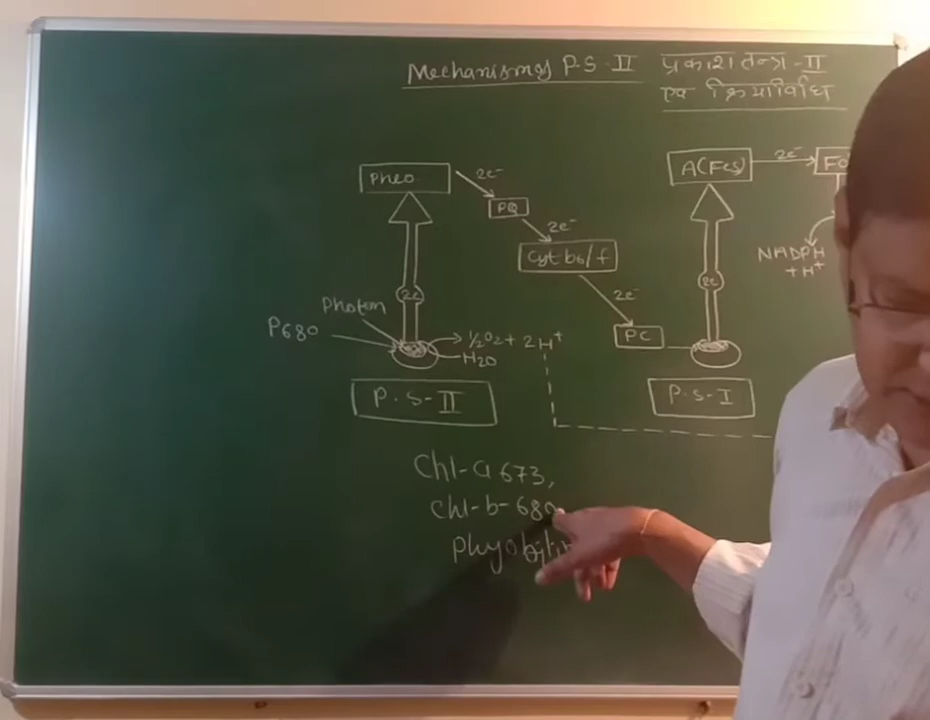 Mechanism of P-S-II प्रकाश तन्त्र-II
एव क्रियाविधि
Pheo
2e-
PQ
2e-
Cyt b6/f
2e-
PC
A(FeS)
2e-
NADPH
+ H+
2e
2e
Photon
P680
1/2O2 + 2H+
H2O
P.S-II
P.S-I
Chl-a 673,
Chl-b-680